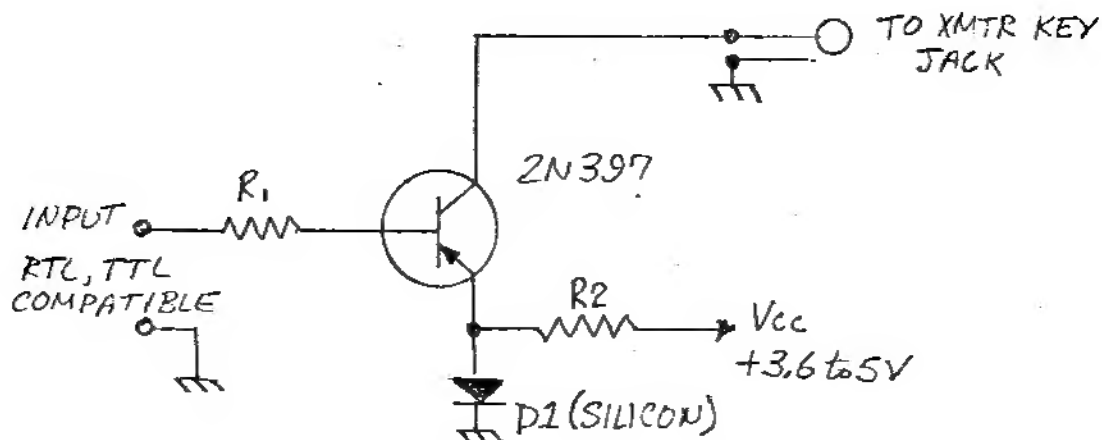 TO XMTR KEY
JACK
2N397
R1
INPUT
RTL, TTL
COMPATIBLE
R2
Vcc
+3.6 to 5V
D1 (SILICON)